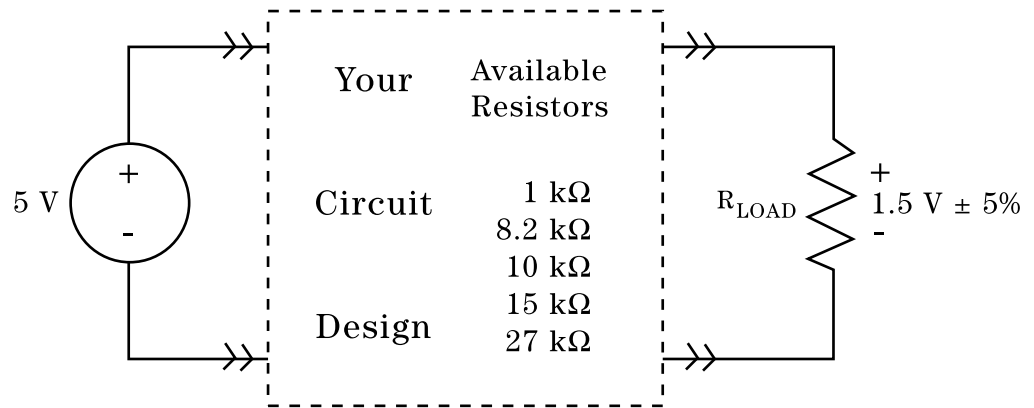 Your
Circuit
Design
Available
Resistors
1 kΩ
8.2 kΩ
10 kΩ
15 kΩ
27 kΩ
5 V
+
-
R_LOAD
+
1.5 V ± 5%
-